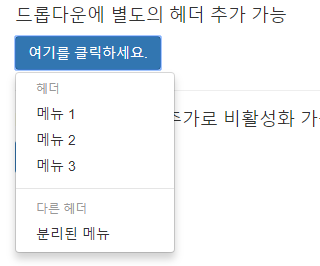 드롭다운에 별도의 헤더 추가 가능
여기를 클릭하세요.
헤더
메뉴 1
추가로 비활성화
메뉴 2
메뉴 3
다른 헤더
분리된 메뉴